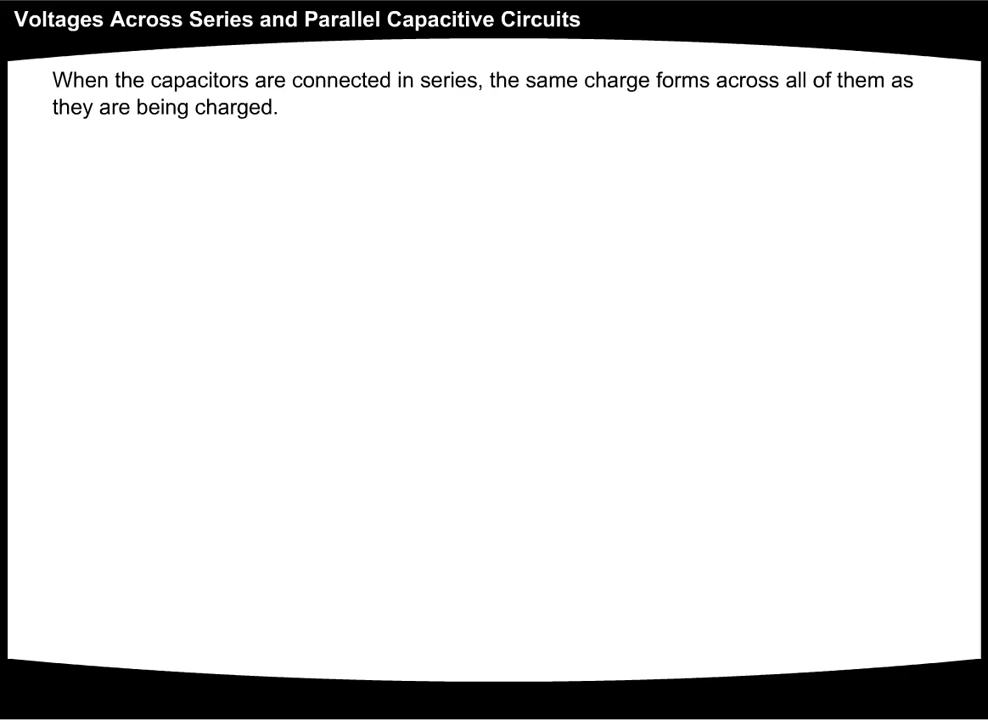 Voltages Across Series and Parallel Capacitive Circuits
When the capacitors are connected in series, the same charge forms across all of them as
they are being charged.